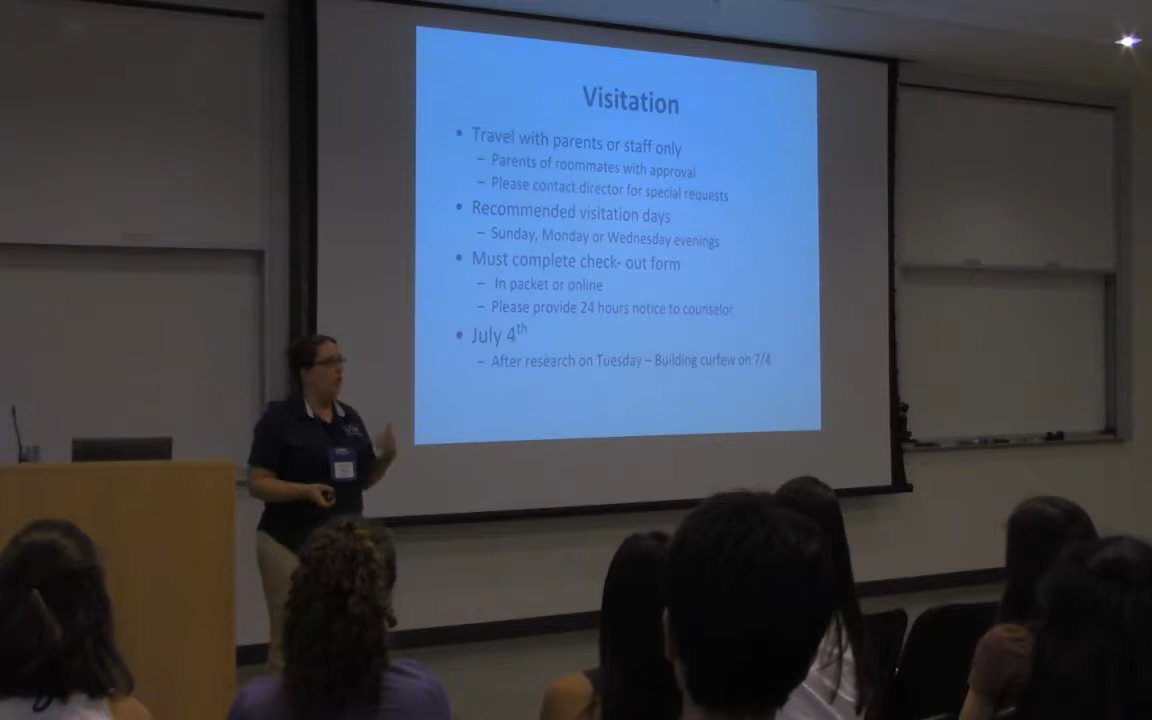 Visitation
• Travel with parents or staff only
– Parents of roommates with approval
– Please contact director for special requests
• Recommended visitation days
– Sunday, Monday or Wednesday evenings
• Must complete check- out form
– In packet or online
– Please provide 24 hours notice to counselor
• July 4th
– After research on Tuesday – Building curfew on 7/4